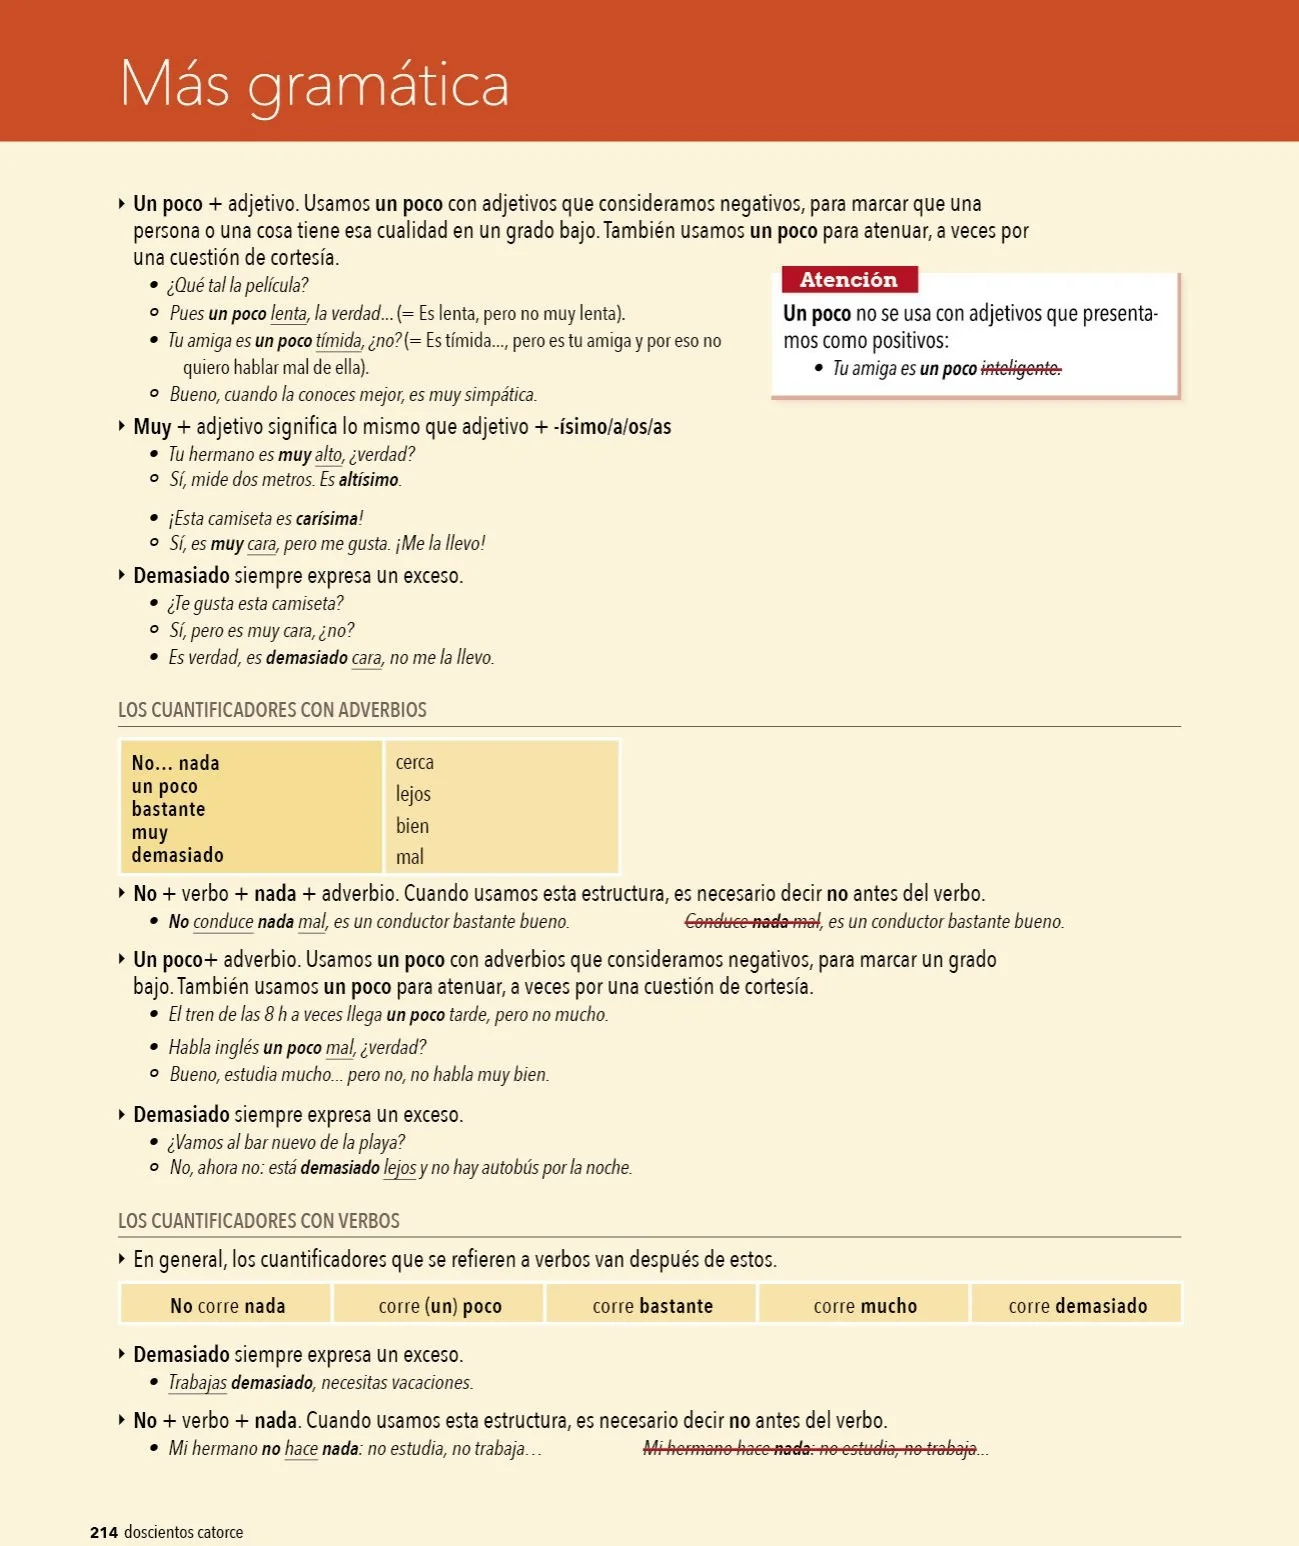 Más gramática
‣ Un poco + adjetivo. Usamos un poco con adjetivos que consideramos negativos, para marcar que una
persona o una cosa tiene esa cualidad en un grado bajo. También usamos un poco para atenuar, a veces por
una cuestión de cortesía.
• ¿Qué tal la película?
○ Pues un poco lenta, la verdad... (= Es lenta, pero no muy lenta).
• Tu amiga es un poco tímida, ¿no? (= Es tímida..., pero es tu amiga y por eso no
quiero hablar mal de ella).
○ Bueno, cuando la conoces mejor, es muy simpática.
Atención
Un poco no se usa con adjetivos que presenta-
mos como positivos:
• Tu amiga es un poco inteligente.
‣ Muy + adjetivo significa lo mismo que adjetivo + -ísimo/a/os/as
• Tu hermano es muy alto, ¿verdad?
○ Sí, mide dos metros. Es altísimo.
• ¡Esta camiseta es carísima!
○ Sí, es muy cara, pero me gusta. ¡Me la llevo!
‣ Demasiado siempre expresa un exceso.
• ¿Te gusta esta camiseta?
○ Sí, pero es muy cara, ¿no?
• Es verdad, es demasiado cara, no me la llevo.
LOS CUANTIFICADORES CON ADVERBIOS
No... nada
un poco
bastante
muy
demasiado
cerca
lejos
bien
mal
‣ No + verbo + nada + adverbio. Cuando usamos esta estructura, es necesario decir no antes del verbo.
• No conduce nada mal, es un conductor bastante bueno. Conduce nada mal, es un conductor bastante bueno.
‣ Un poco+ adverbio. Usamos un poco con adverbios que consideramos negativos, para marcar un grado
bajo. También usamos un poco para atenuar, a veces por una cuestión de cortesía.
• El tren de las 8 h a veces llega un poco tarde, pero no mucho.
• Habla inglés un poco mal, ¿verdad?
○ Bueno, estudia mucho... pero no, no habla muy bien.
‣ Demasiado siempre expresa un exceso.
• ¿Vamos al bar nuevo de la playa?
○ No, ahora no: está demasiado lejos y no hay autobús por la noche.
LOS CUANTIFICADORES CON VERBOS
‣ En general, los cuantificadores que se refieren a verbos van después de estos.
No corre nada corre (un) poco corre bastante corre mucho corre demasiado
‣ Demasiado siempre expresa un exceso.
• Trabajas demasiado, necesitas vacaciones.
‣ No + verbo + nada. Cuando usamos esta estructura, es necesario decir no antes del verbo.
• Mi hermano no hace nada: no estudia, no trabaja... Mi hermano hace nada: no estudia, no trabaja...
214 doscientos catorce